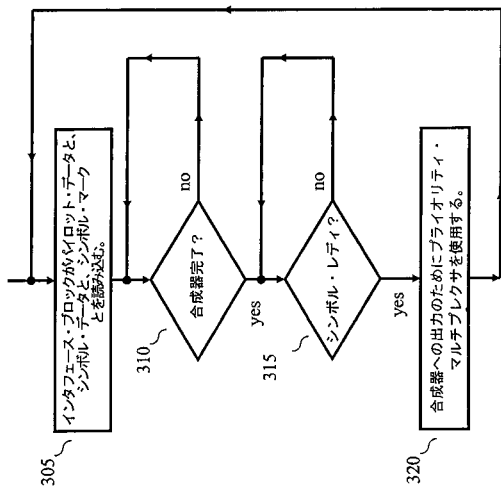 305
インタフェース・ブロックがパイロット・データと、
シンボル・データと、シンボル・マーク
とを読み込む。
310
合成器完了?
no
yes
315
シンボル・レディ?
no
yes
320
合成器への出力のためにプライオリティ・
マルチプレクサを使用する。